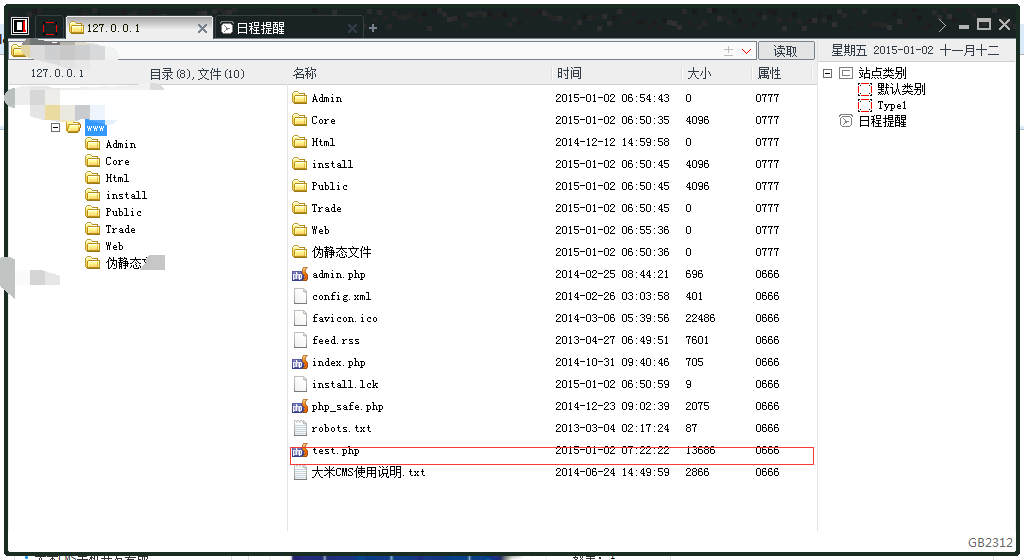 127.0.0.1 日程提醒
读取 星期五 2015-01-02 十一月十二
127.0.0.1 目录(8),文件(10) 名称 时间 大小 属性
www
Admin
Core
Html
install
Public
Trade
Web
伪静态
Admin 2015-01-02 06:54:43 0 0777
Core 2015-01-02 06:50:35 4096 0777
Html 2014-12-12 14:59:58 0 0777
install 2015-01-02 06:50:45 4096 0777
Public 2015-01-02 06:50:45 4096 0777
Trade 2015-01-02 06:50:45 0 0777
Web 2015-01-02 06:55:36 0 0777
伪静态文件 2015-01-02 06:50:36 0 0777
admin.php 2014-02-25 08:44:21 696 0666
config.xml 2014-02-26 03:03:58 401 0666
favicon.ico 2014-03-06 05:39:56 22486 0666
feed.rss 2013-04-27 06:49:51 7601 0666
index.php 2014-10-31 09:40:46 705 0666
install.lck 2015-01-02 06:50:59 9 0666
php_safe.php 2014-12-23 09:02:39 2075 0666
robots.txt 2013-03-04 02:17:24 87 0666
test.php 2015-01-02 07:22:22 13686 0666
大米CMS使用说明.txt 2014-06-24 14:49:59 2866 0666
站点类别
默认类别
Type1
日程提醒
GB2312